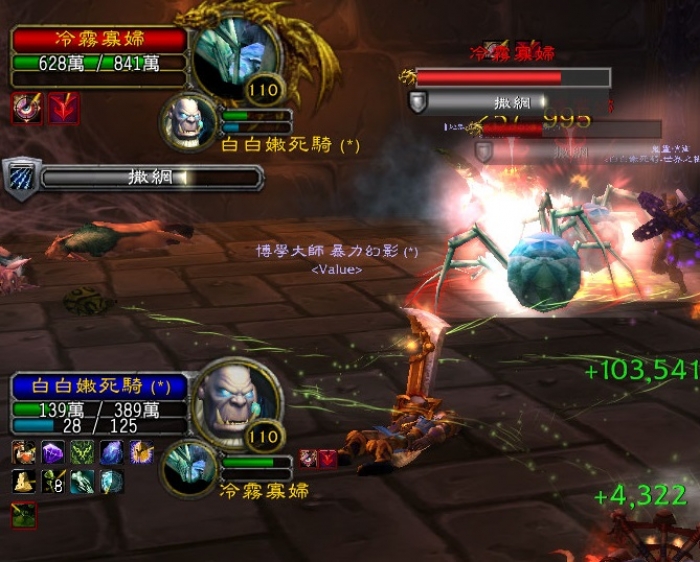 冷霧寡婦
628萬 / 841萬
110
白白嫩死騎 (*)
撒網
冷霧寡婦
撒網
撒網
博學大師 暴力幻影 (*)
<Value>
+103,541
白白嫩死騎 (*)
139萬 / 389萬
28 / 125
110
8
冷霧寡婦
+4,322